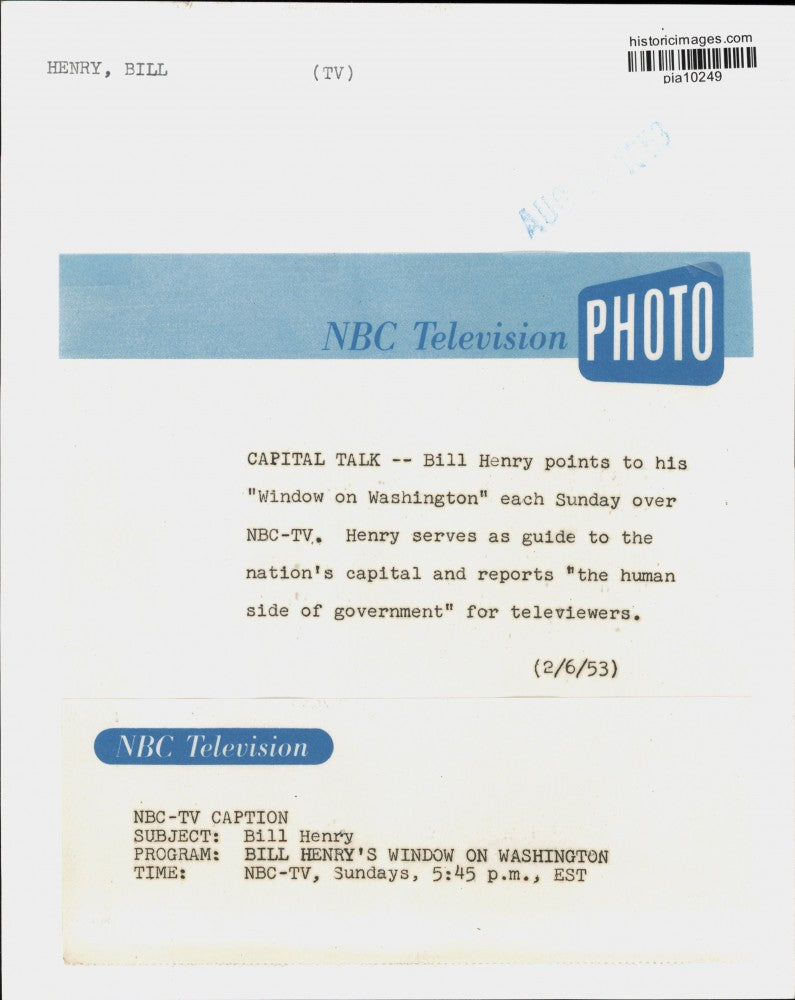 historicimages.com
pia10249
HENRY, BILL (TV)
AUG
NBC Television PHOTO
CAPITAL TALK -- Bill Henry points to his
"Window on Washington" each Sunday over
NBC-TV. Henry serves as guide to the
nation's capital and reports "the human
side of government" for televiewers.
(2/6/53)
NBC Television
NBC-TV CAPTION
SUBJECT: Bill Henry
PROGRAM: BILL HENRY'S WINDOW ON WASHINGTON
TIME: NBC-TV, Sundays, 5:45 p.m., EST